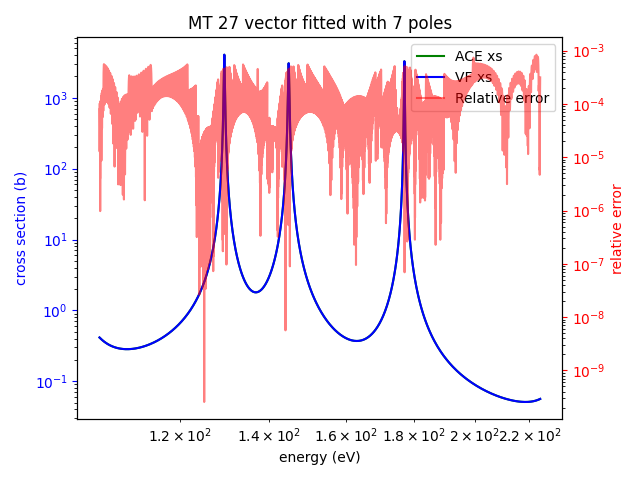 MT 27 vector fitted with 7 poles
ACE xs
VF xs
Relative error
cross section (b)
10³
10²
10¹
10⁰
10⁻¹
relative error
10⁻³
10⁻⁴
10⁻⁵
10⁻⁶
10⁻⁷
10⁻⁸
10⁻⁹
1.2 × 10² 1.4 × 10² 1.6 × 10² 1.8 × 10² 2 × 10² 2.2 × 10²
energy (eV)